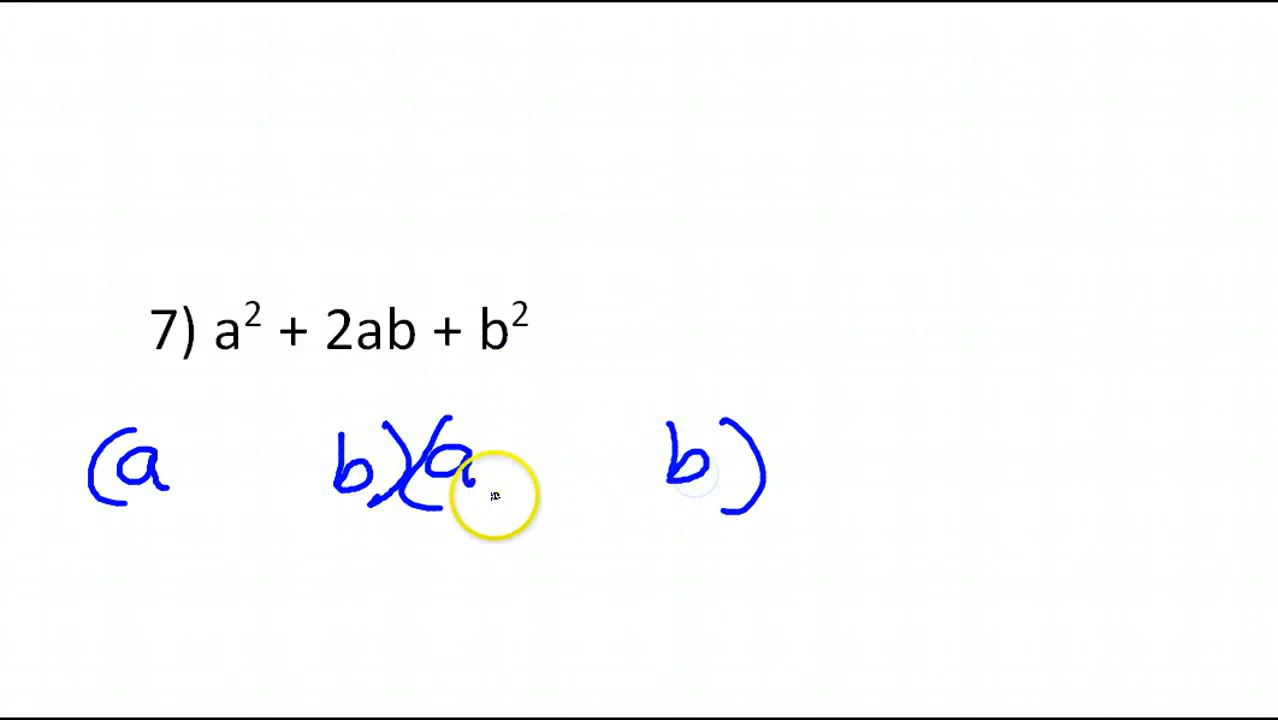 7) a² + 2ab + b²
(a b)(a b)